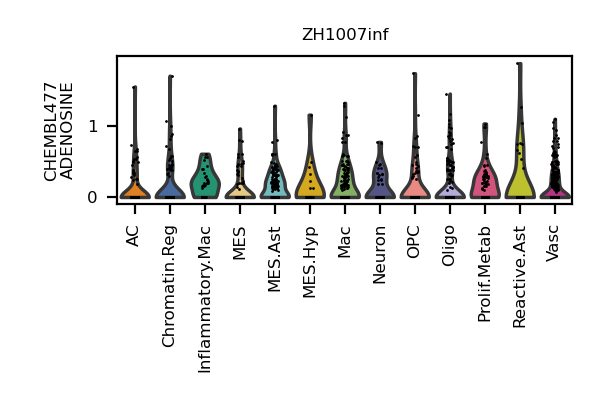 ZH1007inf
CHEMBL477
ADENOSINE
1
0
AC
Chromatin.Reg
Inflammatory.Mac
MES
MES.Ast
MES.Hyp
Mac
Neuron
OPC
Oligo
Prolif.Metab
Reactive.Ast
Vasc